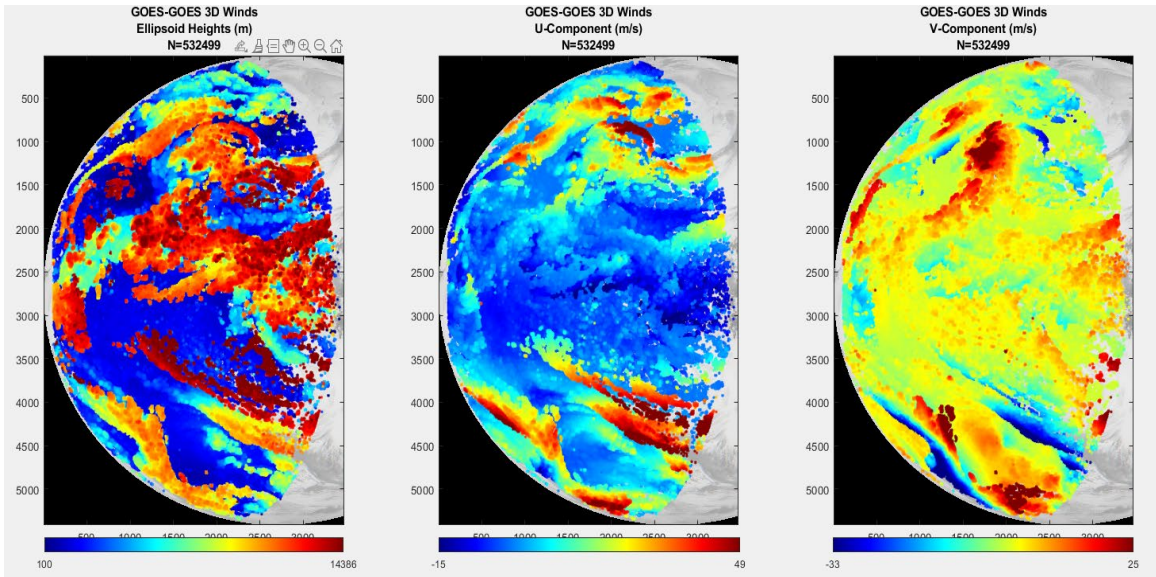 GOES-GOES 3D Winds
Ellipsoid Heights (m)
N=532499
500
1000
1500
2000
2500
3000
3500
4000
4500
5000
500 1000 1500 2000 2500 3000
100 14386
GOES-GOES 3D Winds
U-Component (m/s)
N=532499
500
1000
1500
2000
2500
3000
3500
4000
4500
5000
500 1000 1500 2000 2500 3000
-15 49
GOES-GOES 3D Winds
V-Component (m/s)
N=532499
500
1000
1500
2000
2500
3000
3500
4000
4500
5000
500 1000 1500 2000 2500 3000
-33 25